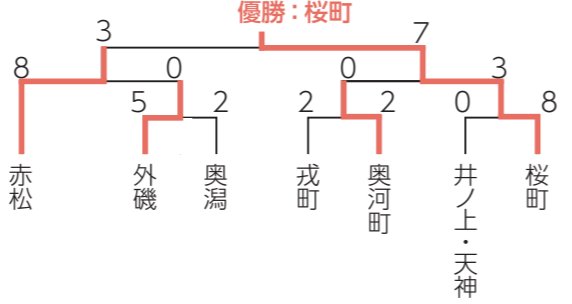 優勝：桜町
3 7
8 0 0 3
5 2 2 2 0 8
赤松
外磯
奥潟
戎町
奥河町
井ノ上・天神
桜町